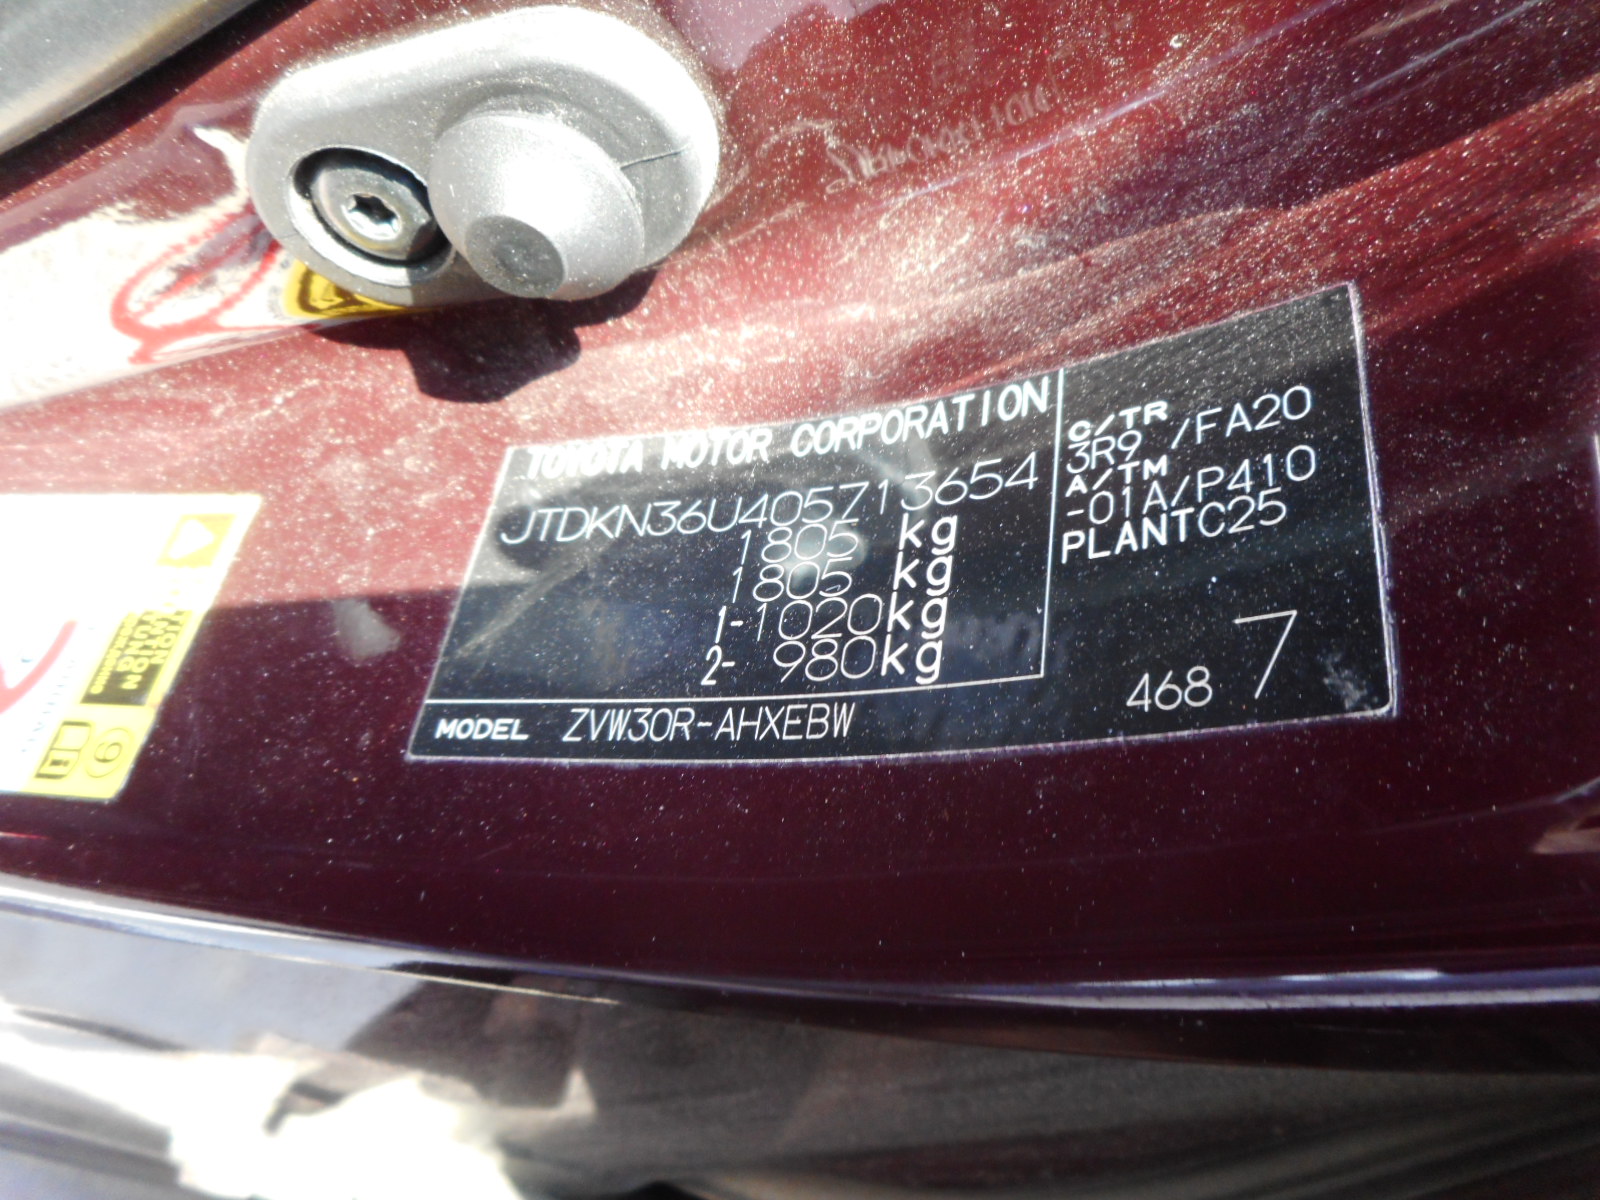 TOYOTA MOTOR CORPORATION
JTDKN36U405713654
1805 kg
1805 kg
1-1020kg
2- 980kg
C/TR
3R9 /FA20
A/TM
-01A/P410
PLANTC25
468 7
MODEL ZVW30R-AHXEBW